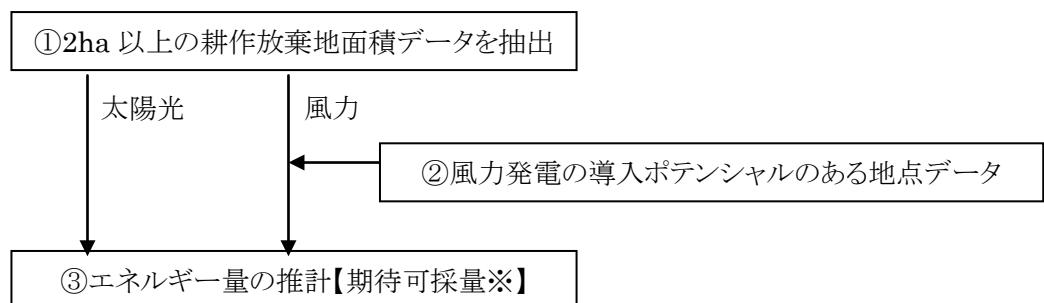 ①2ha 以上の耕作放棄地面積データを抽出
太陽光
風力
②風力発電の導入ポテンシャルのある地点データ
③エネルギー量の推計【期待可採量※】